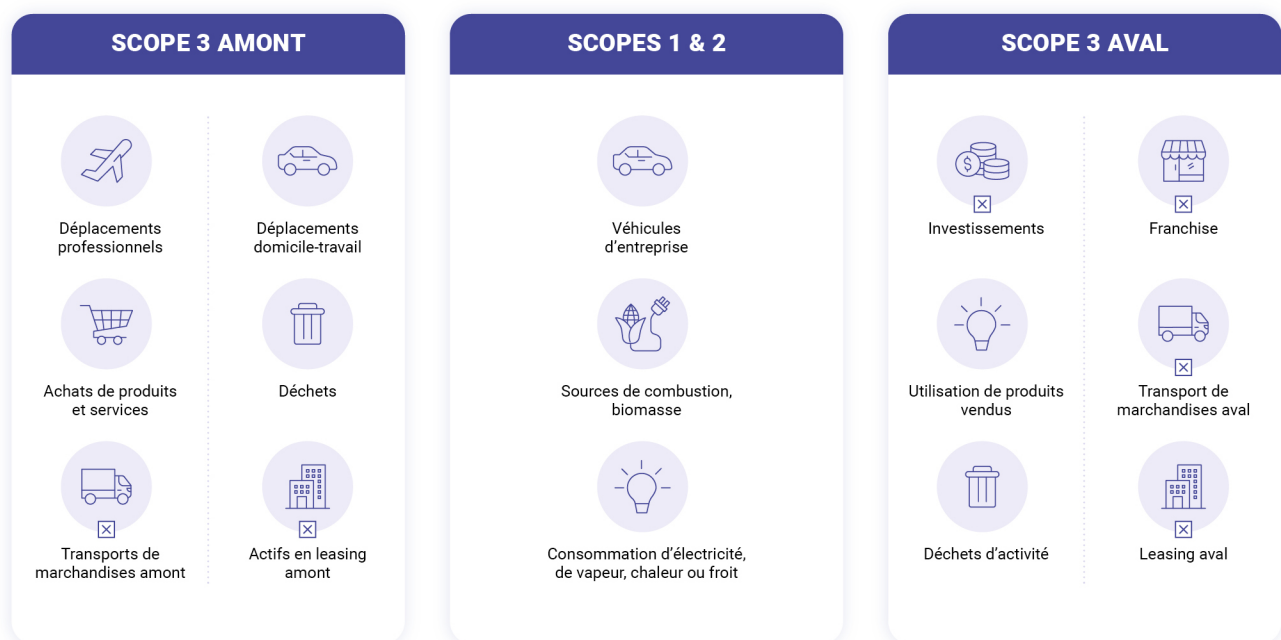 SCOPE 3 AMONT
Déplacements
professionnels
Déplacements
domicile-travail
Achats de produits
et services
Déchets
Transports de
marchandises amont
Actifs en leasing
amont
SCOPES 1 & 2
Véhicules
d'entreprise
Sources de combustion,
biomasse
Consommation d'électricité,
de vapeur, chaleur ou froit
SCOPE 3 AVAL
$
Investissements
Franchise
Utilisation de produits
vendus
Transport de
marchandises aval
Déchets d'activité
Leasing aval